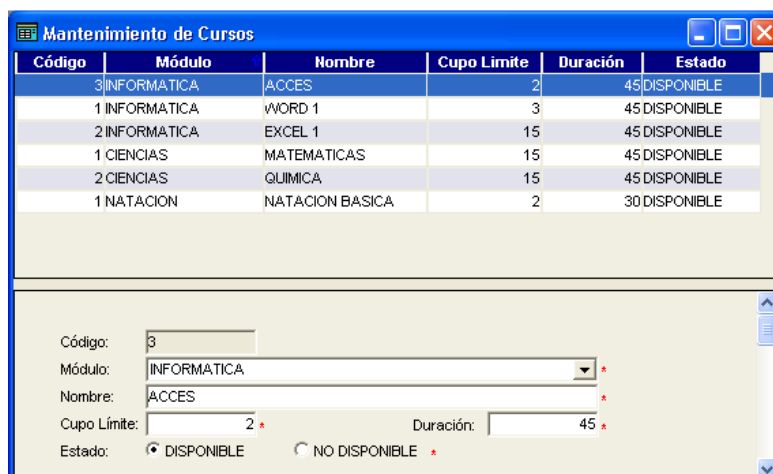 Mantenimiento de Cursos
Código Módulo Nombre Cupo Limite Duración Estado
3 INFORMATICA ACCES 2 45 DISPONIBLE
1 INFORMATICA WORD 1 3 45 DISPONIBLE
2 INFORMATICA EXCEL 1 15 45 DISPONIBLE
1 CIENCIAS MATEMATICAS 15 45 DISPONIBLE
2 CIENCIAS QUIMICA 15 45 DISPONIBLE
1 NATACION NATACION BASICA 2 30 DISPONIBLE
Código: 3
Módulo: INFORMATICA *
Nombre: ACCES *
Cupo Límite: 2 * Duración: 45 *
Estado: DISPONIBLE NO DISPONIBLE *